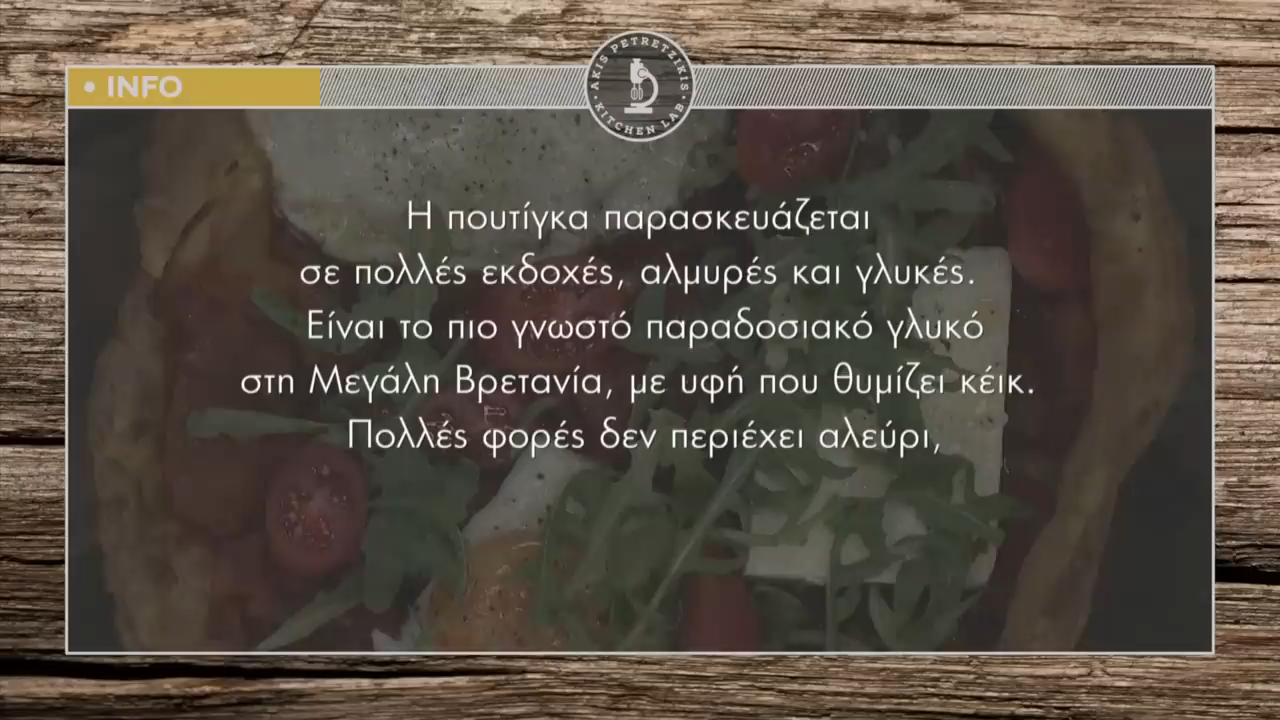 • INFO
AKIS PETRETZIKIS
• KITCHEN LAB •
Η πουτίγκα παρασκευάζεται
σε πολλές εκδοχές, αλμυρές και γλυκές.
Είναι το πιο γνωστό παραδοσιακό γλυκό
στη Μεγάλη Βρετανία, με υφή που θυμίζει κέικ.
Πολλές φορές δεν περιέχει αλεύρι,